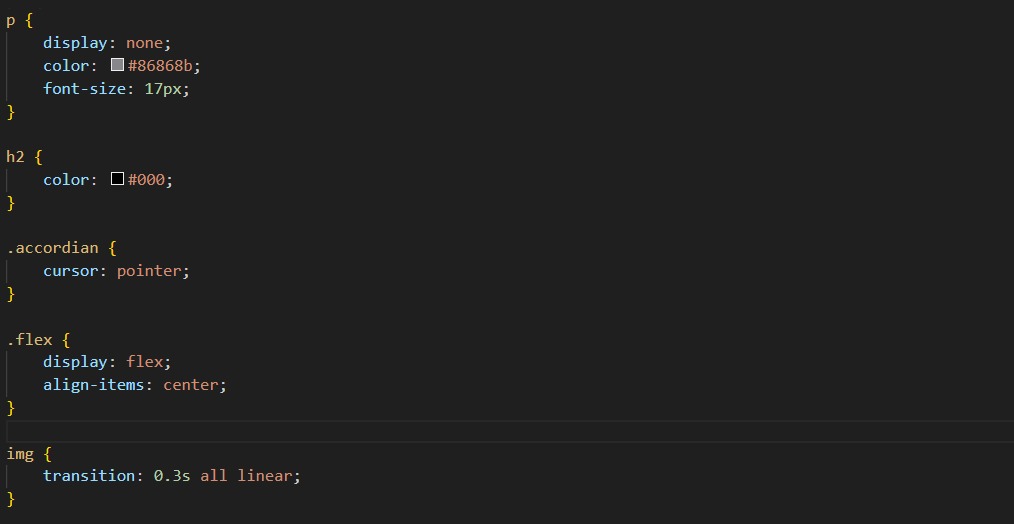 p {
    display: none;
    color: #86868b;
    font-size: 17px;
}

h2 {
    color: #000;
}

.accordian {
    cursor: pointer;
}

.flex {
    display: flex;
    align-items: center;
}

img {
    transition: 0.3s all linear;
}